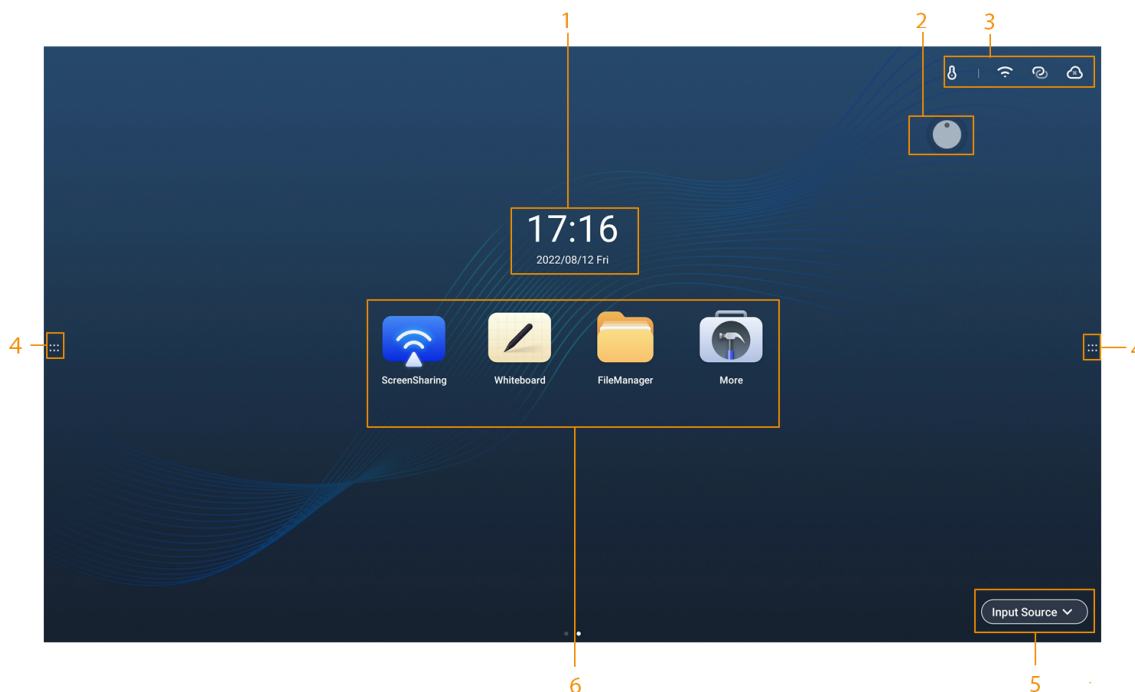 1
2
3
17:16
2022/08/12 Fri
4
4
ScreenSharing
Whiteboard
FileManager
More
Input Source
6
5